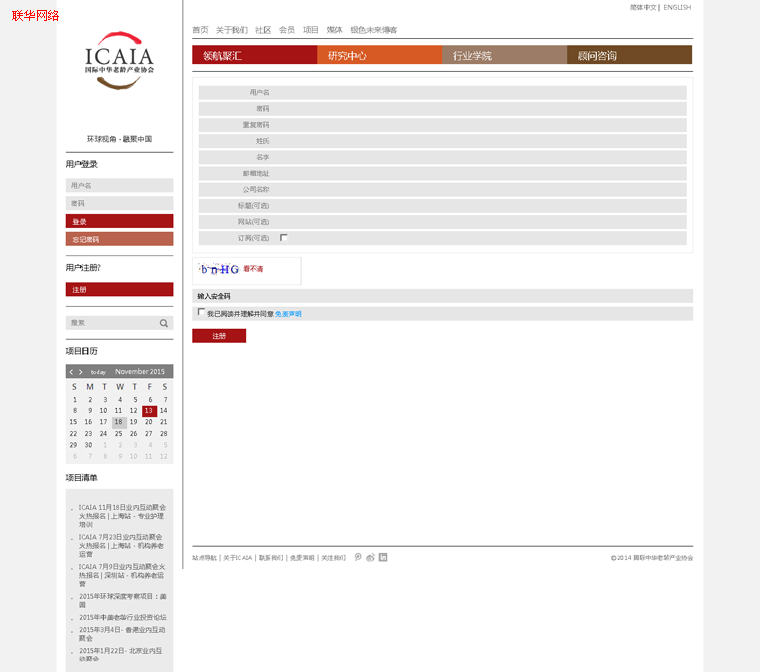 联华网络
简体中文 | ENGLISH
ICAIA
国际中华老龄产业协会
环球视角 - 融聚中国
首页 关于我们 社区 会员 项目 媒体 银色未来博客
领航聚汇 研究中心 行业学院 顾问咨询
用户登录
用户名
密码
登录
忘记密码
用户注册?
注册
搜索
项目日历
today November 2015
S M T W T F S
1 2 3 4 5 6 7
8 9 10 11 12 13 14
15 16 17 18 19 20 21
22 23 24 25 26 27 28
29 30 1 2 3 4 5
6 7 8 9 10 11 12
项目清单
ICAIA 11月18日业内互动聚会
火热报名 | 上海站 - 专业护理
培训
ICAIA 7月23日业内互动聚会
火热报名 | 上海站 - 机构养老
运营
ICAIA 7月9日业内互动聚会火
热报名 | 深圳站 - 机构养老运
营
2015年环球深度考察项目：美
国
2015年中美老龄行业投资论坛
2015年3月4日- 香港业内互动
聚会
2015年1月22日- 北京业内互
动聚会
用户名
密码
重复密码
姓氏
名字
邮箱地址
公司名称
标题(可选)
网站(可选)
订阅(可选)
bnHG 看不清
输入安全码
我已阅读并理解并同意 免责声明
注册
站点导航 | 关于ICAIA | 联系我们 | 免责声明 | 关注我们
©2014 国际中华老龄产业协会